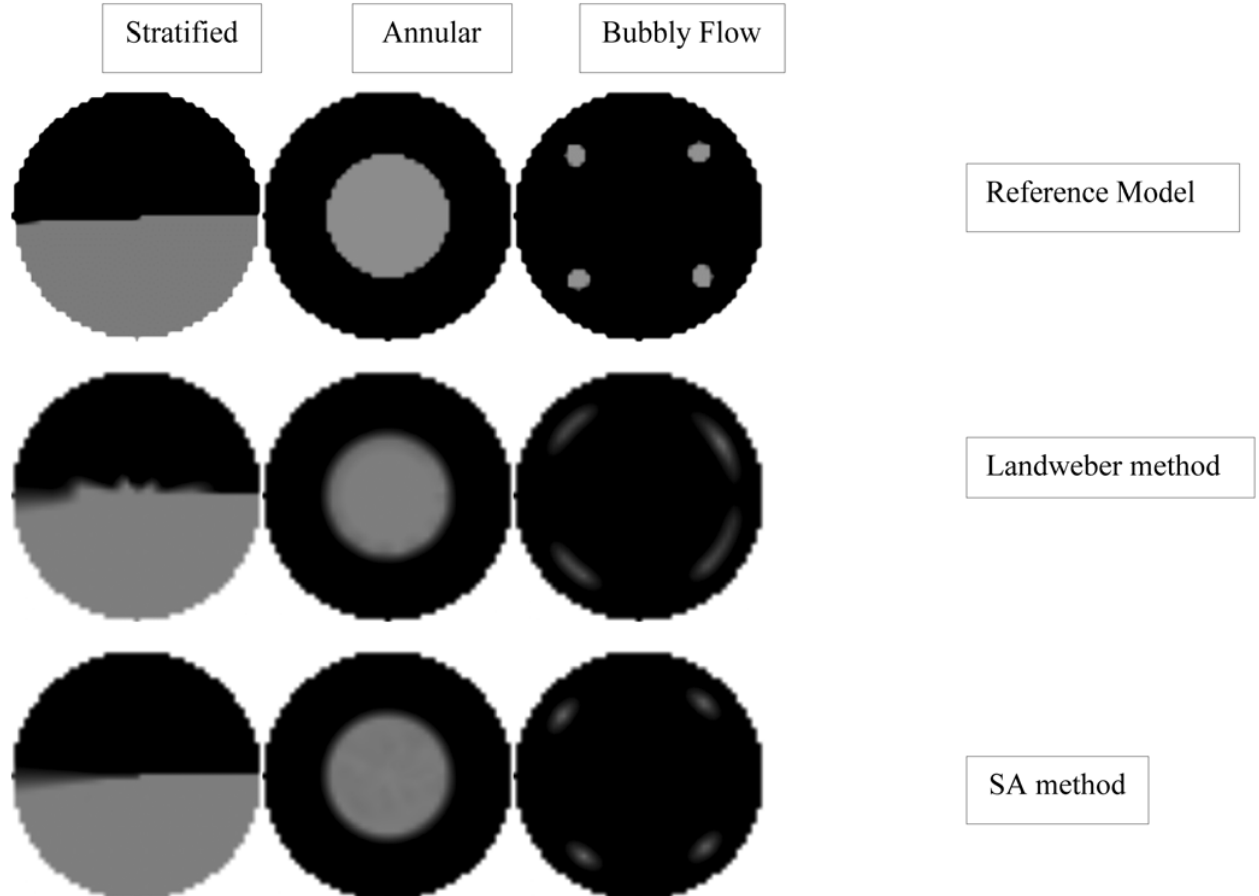 Stratified
Annular
Bubbly Flow
Reference Model
Landweber method
SA method